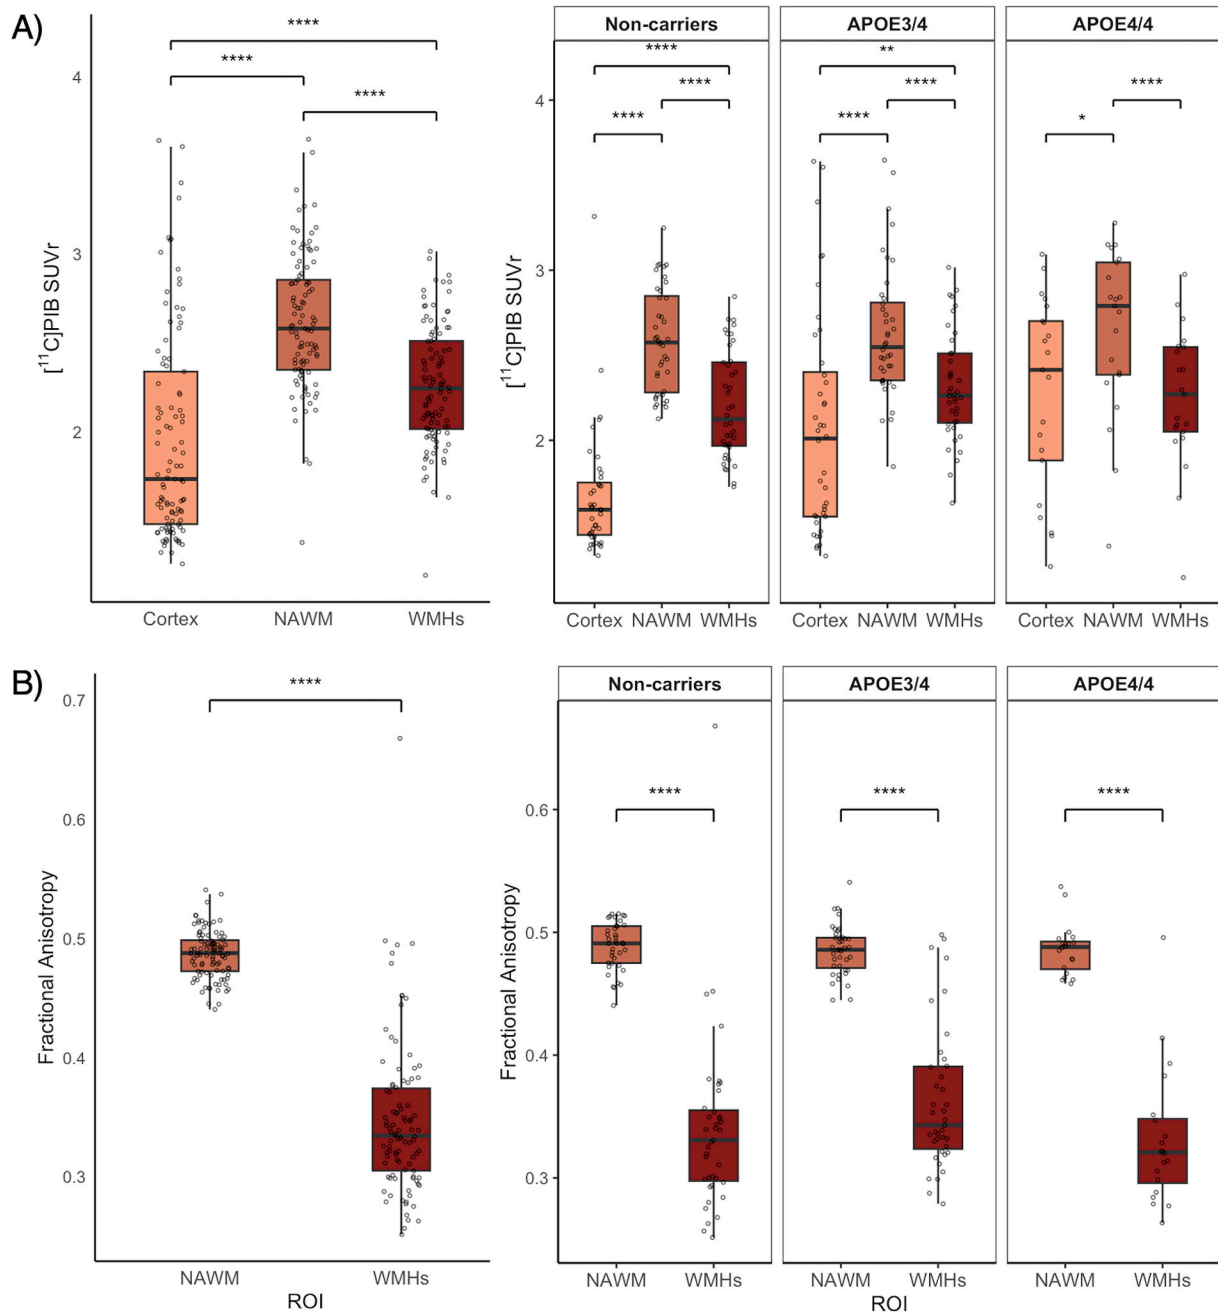 A)
[¹¹C]PIB SUVr
4
3
2
****
****
****
Cortex NAWM WMHs
[¹¹C]PIB SUVr
4
3
2
Non-carriers APOE3/4 APOE4/4
****
****
****
**
****
****
****
*
Cortex NAWM WMHs Cortex NAWM WMHs Cortex NAWM WMHs
B)
Fractional Anisotropy
0.7
0.6
0.5
0.4
0.3
****
NAWM WMHs
ROI
Fractional Anisotropy
0.6
0.5
0.4
0.3
Non-carriers APOE3/4 APOE4/4
****
****
****
NAWM WMHs NAWM WMHs NAWM WMHs
ROI